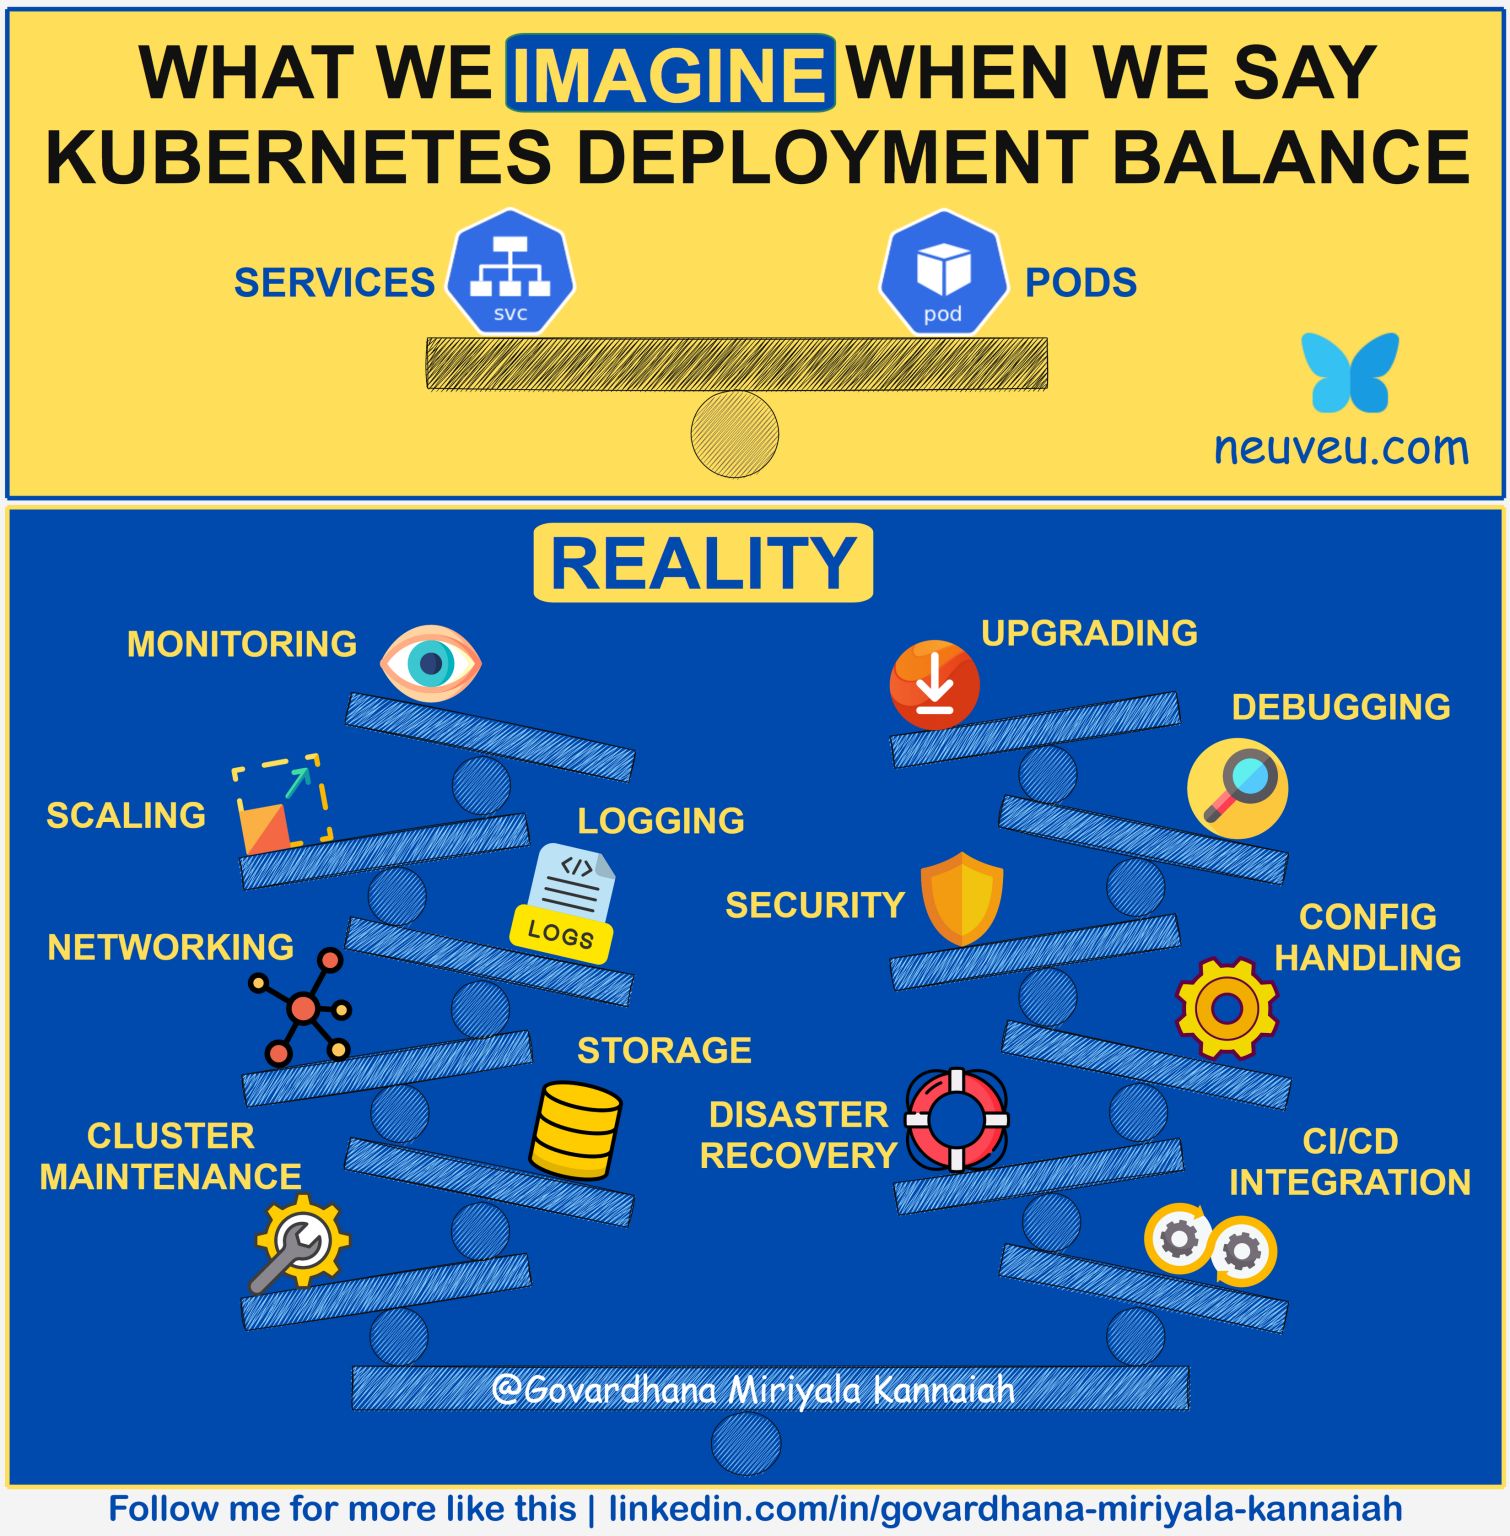 WHAT WE IMAGINE WHEN WE SAY
KUBERNETES DEPLOYMENT BALANCE
SERVICES
svc
pod
PODS
neuveu.com
REALITY
MONITORING
UPGRADING
DEBUGGING
SCALING
LOGGING
LOGS
SECURITY
CONFIG
HANDLING
NETWORKING
STORAGE
DISASTER
RECOVERY
CLUSTER
MAINTENANCE
CI/CD
INTEGRATION
@Govardhana Miriyala Kannaiah
Follow me for more like this | linkedin.com/in/govardhana-miriyala-kannaiah